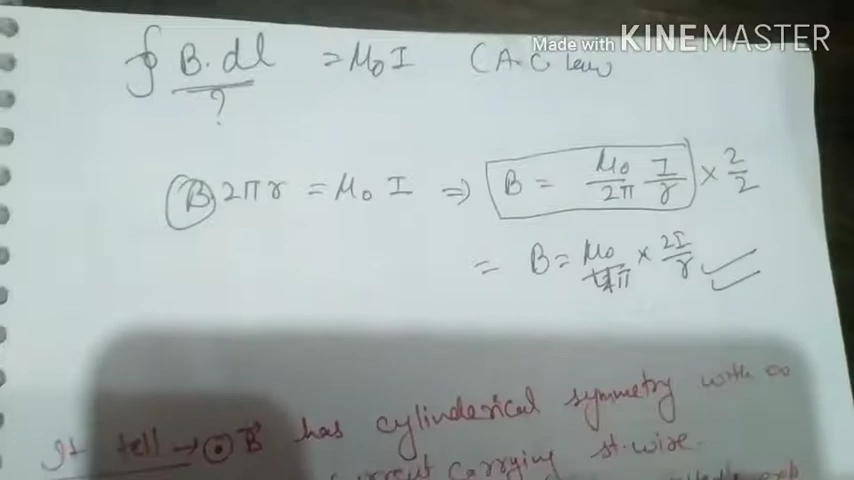 Made with KINEMASTER
∮ B.dl = μ₀I (A.C law)
?
B 2πr = μ₀ I ⇒ B = μ₀/2π I/r × 2/2
= B = μ₀/4π × 2I/r ✓✓
It tell → ⊙ B⃗ has cylinderical symmetry with ∞
current carrying st. wire.